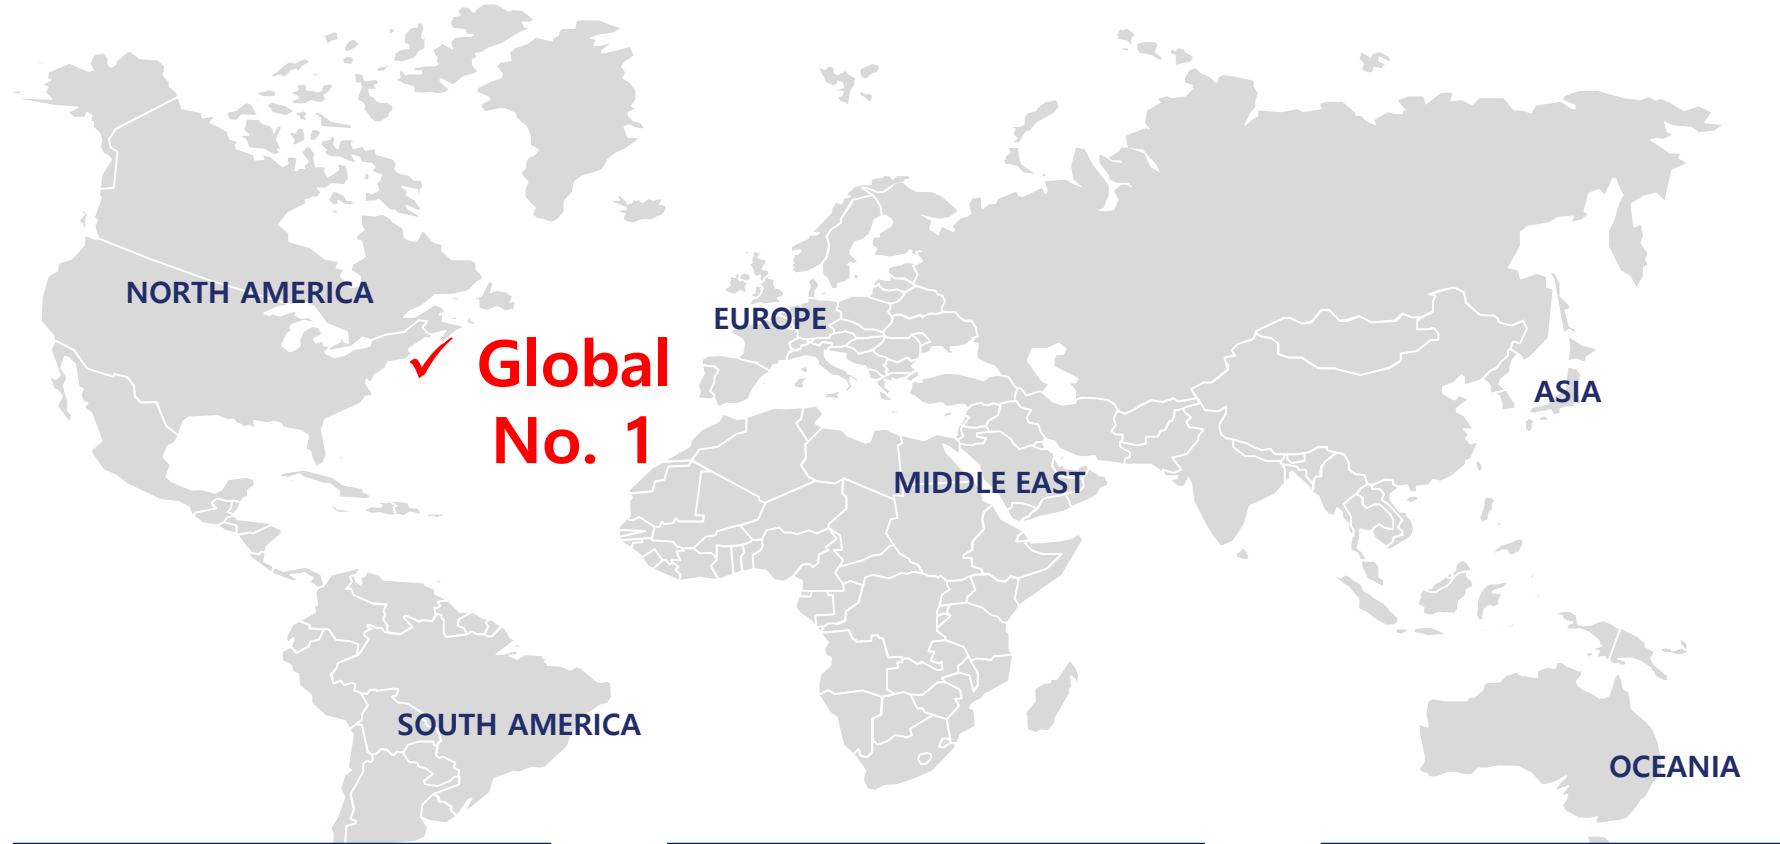 NORTH AMERICA
EUROPE
✓ Global
No. 1
ASIA
MIDDLE EAST
SOUTH AMERICA
OCEANIA